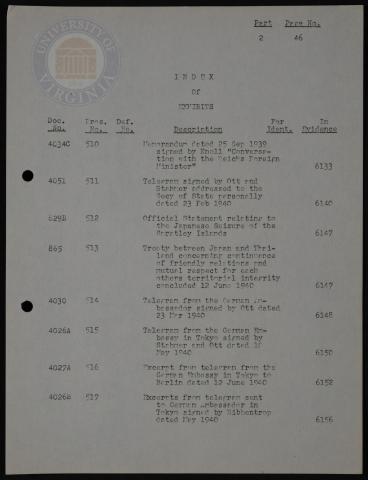 UNIVERSITY OF VIRGINIA
Part Page No.
2 46
INDEX
OF
EXHIBITS
Doc. Pros. Def. For In
No. No. No. Description Ident. Evidence
4034C 510 Memorandum dated 25 Sep 1939
signed by Knoll "Conversa-
tion with the Reichs Foreign
Minister" 6133
4051 511 Telegram signed by Ott and
Stahmer addressed to the
Secy of State personally
dated 23 Feb 1940 6140
629B 512 Official Statement relating to
the Japanese Seizure of the
Spratley Islands 6147
865 513 Treaty between Japan and Thai-
land concerning continuance
of friendly relations and
mutual respect for each
others territorial integrity
concluded 12 June 1940 6147
4030 514 Telegram from the German Am-
bassador signed by Ott dated
23 Mar 1940 6148
4026A 515 Telegram from the German Em-
bassy in Tokyo signed by
Stahmer and Ott dated 10
May 1940 6150
4027A 516 Excerpt from telegram from the
German Embassy in Tokyo to
Berlin dated 12 June 1940 6152
4026B 517 Excerpts from telegram sent
to German Ambassador in
Tokyo signed by Ribbentrop
dated May 1940 6156